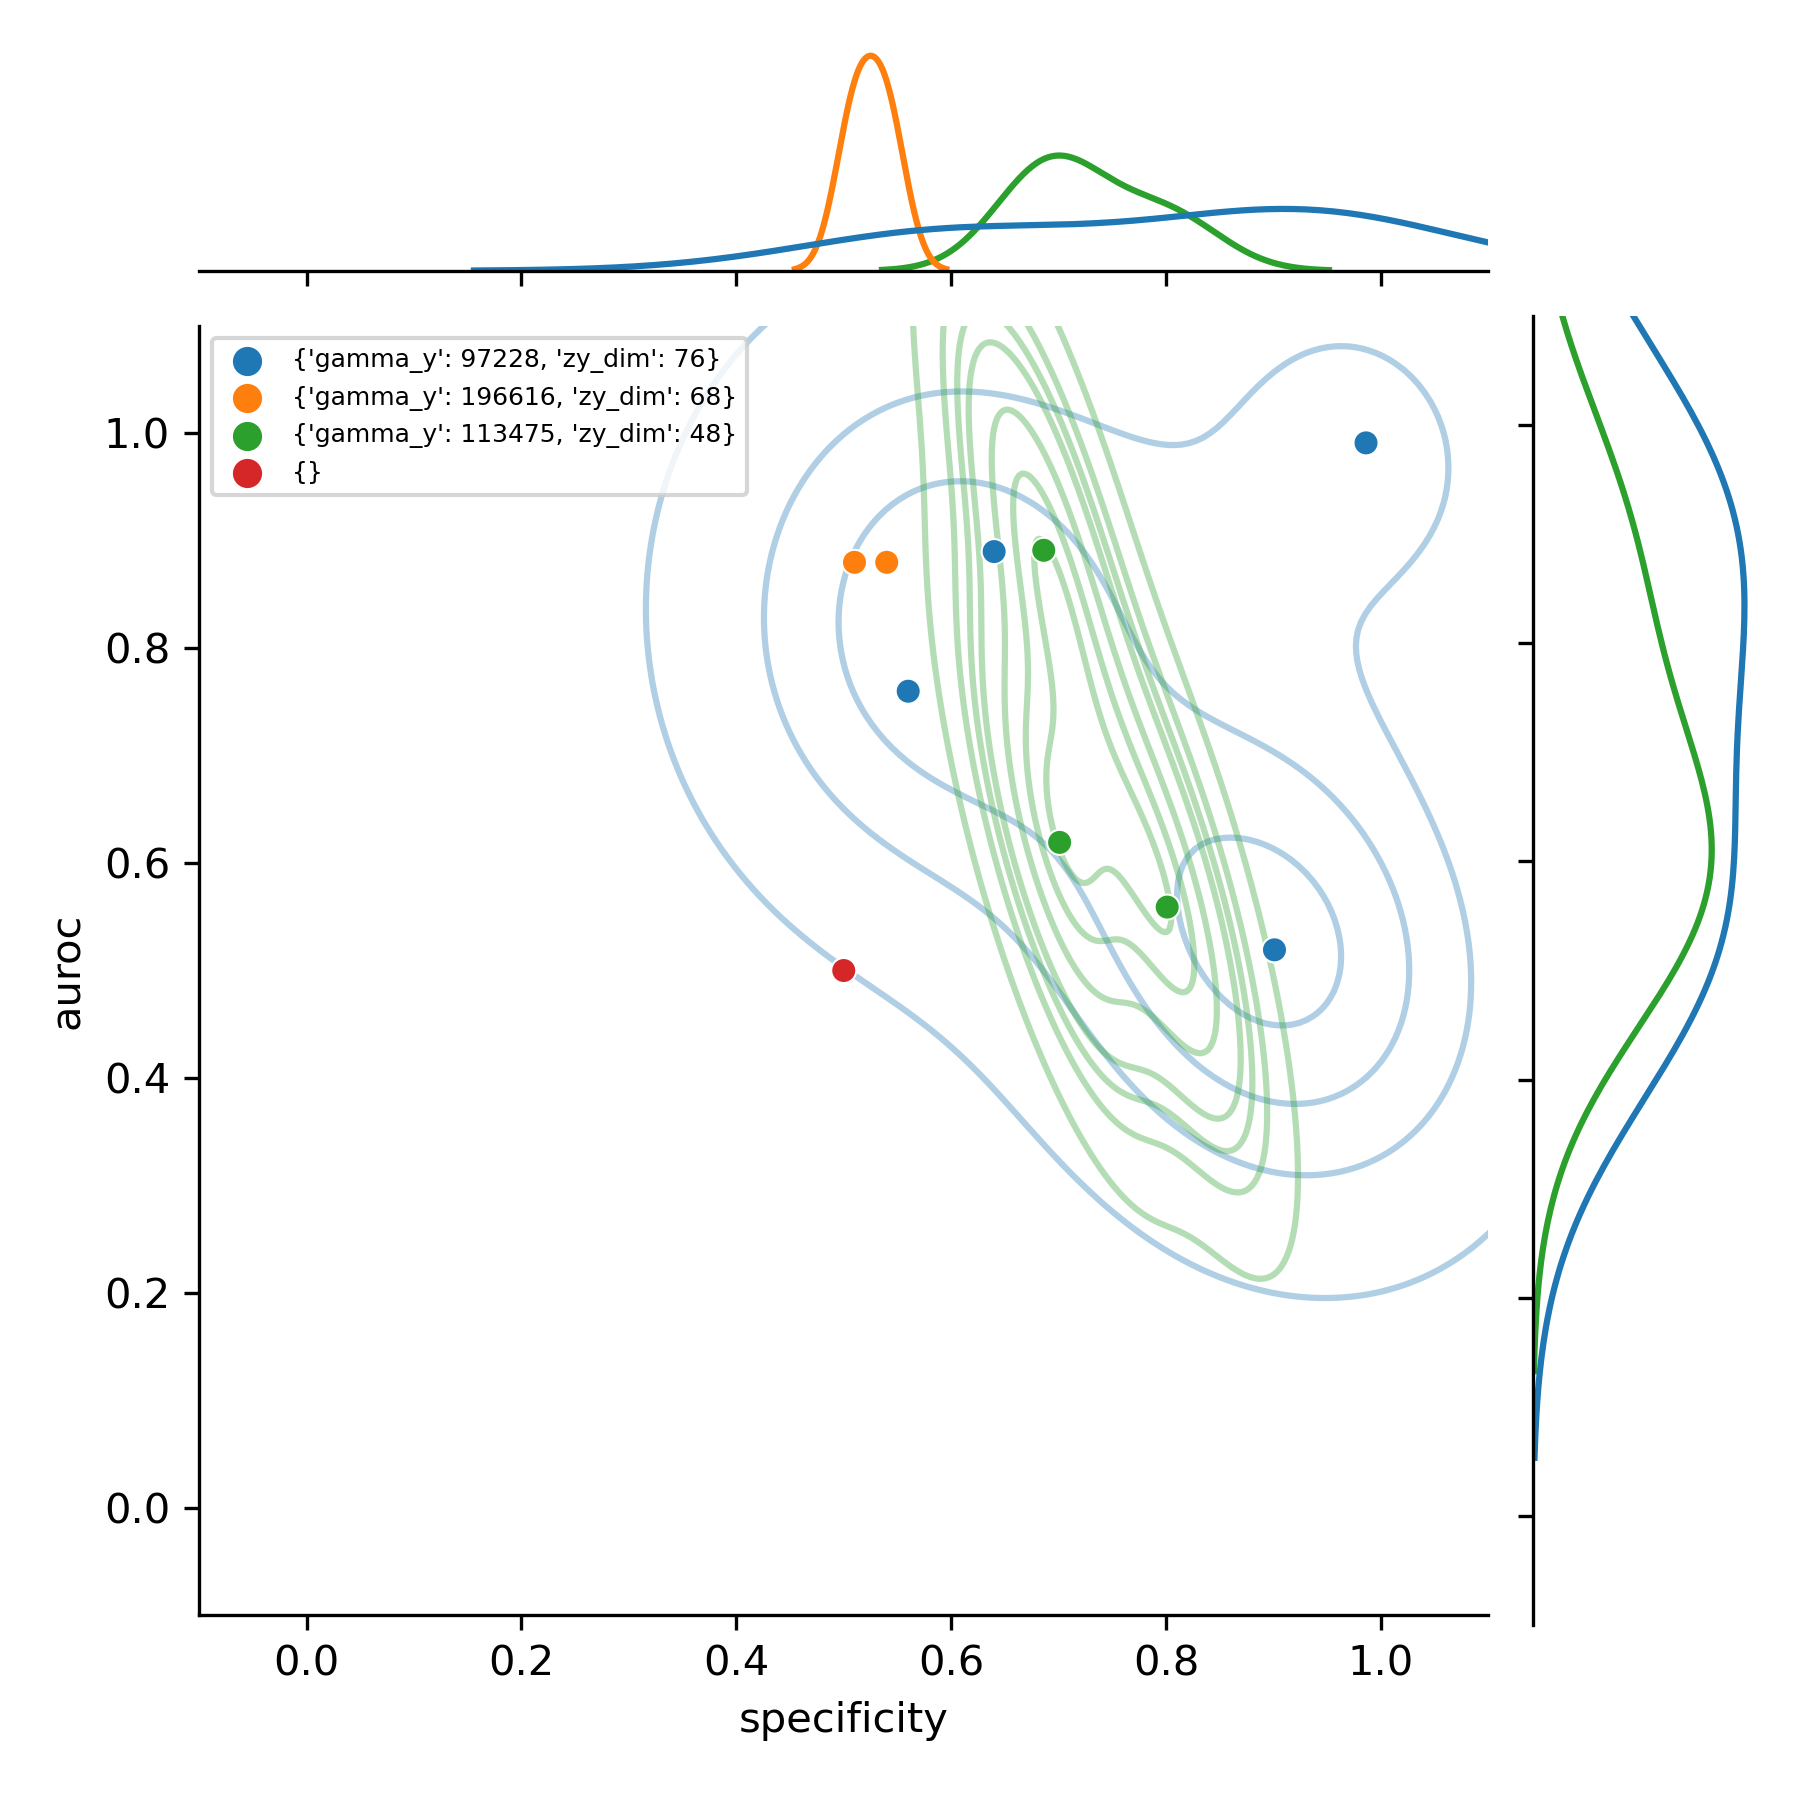 {'gamma_y': 97228, 'zy_dim': 76}
{'gamma_y': 196616, 'zy_dim': 68}
{'gamma_y': 113475, 'zy_dim': 48}
{}
1.0
0.8
0.6
0.4
0.2
0.0
auroc
0.0 0.2 0.4 0.6 0.8 1.0
specificity